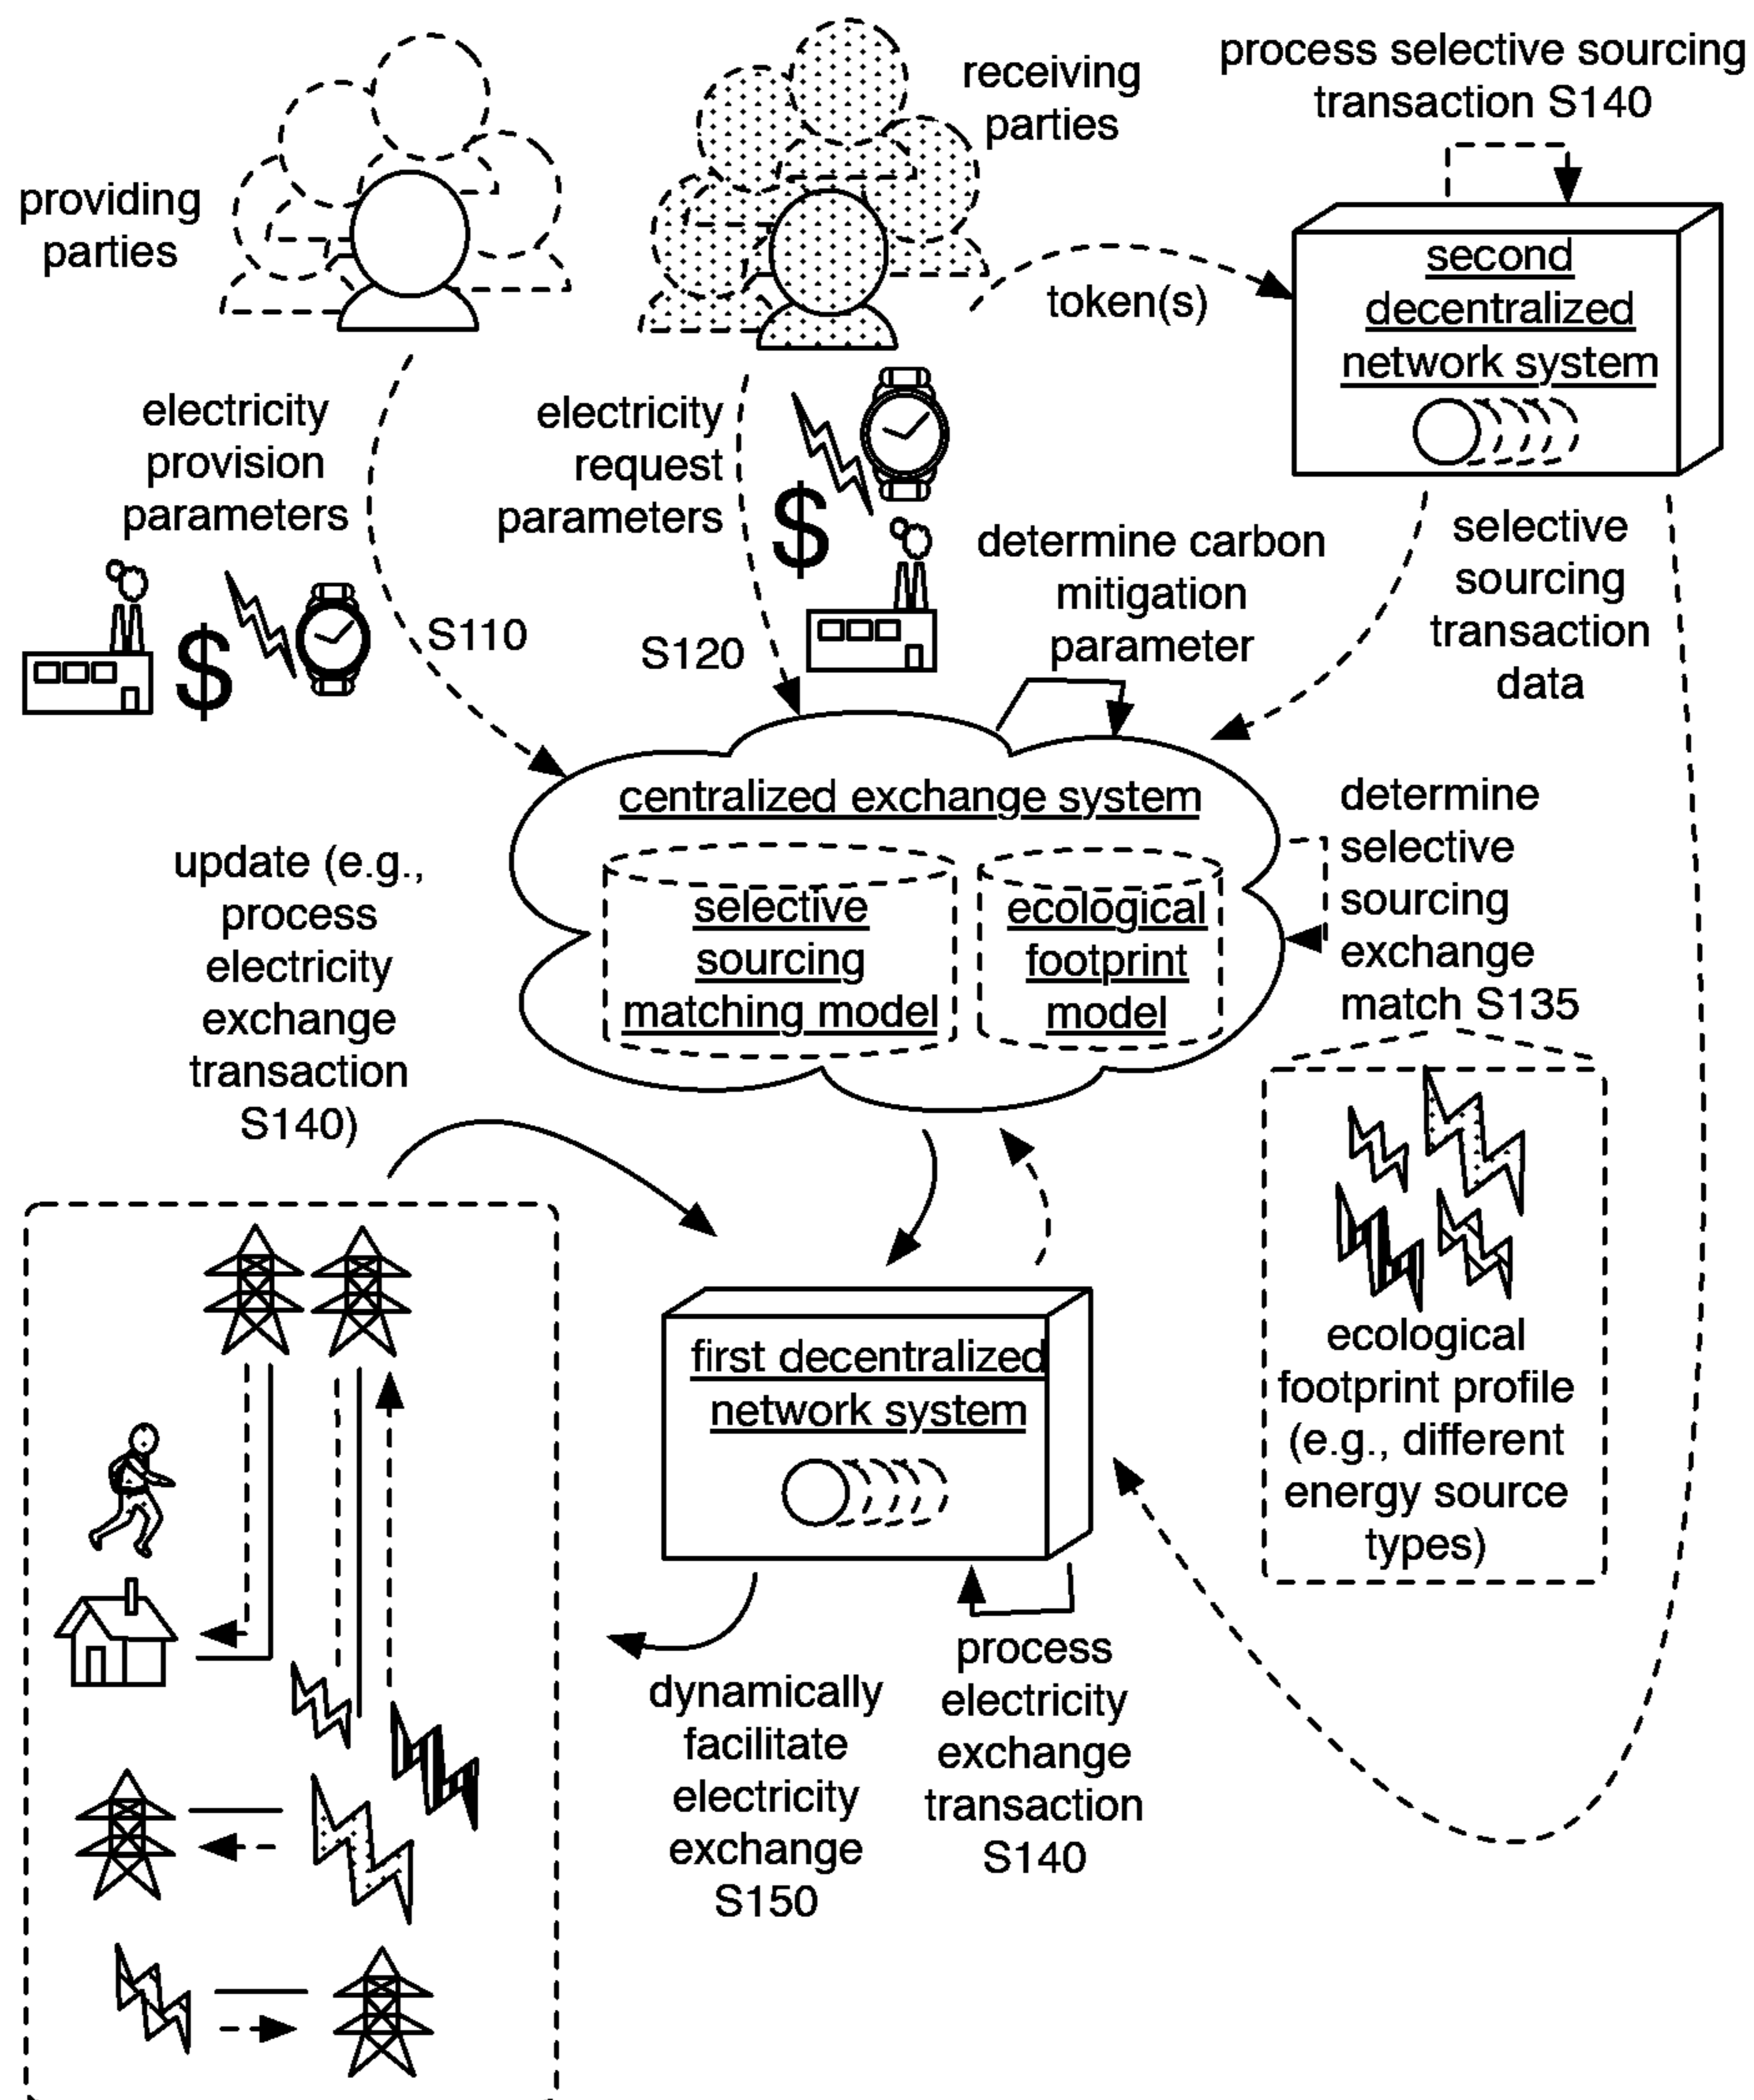 process selective sourcing
transaction S140
receiving
parties
providing
parties
token(s)
second
decentralized
network system
electricity
provision
parameters
$
S110
electricity
request
parameters
$
S120
determine carbon
mitigation
parameter
selective
sourcing
transaction
data
centralized exchange system
selective
sourcing
matching model
ecological
footprint
model
determine
selective
sourcing
exchange
match S135
update (e.g.,
process
electricity
exchange
transaction
S140)
ecological
footprint profile
(e.g., different
energy source
types)
first decentralized
network system
dynamically
facilitate
electricity
exchange
S150
process
electricity
exchange
transaction
S140